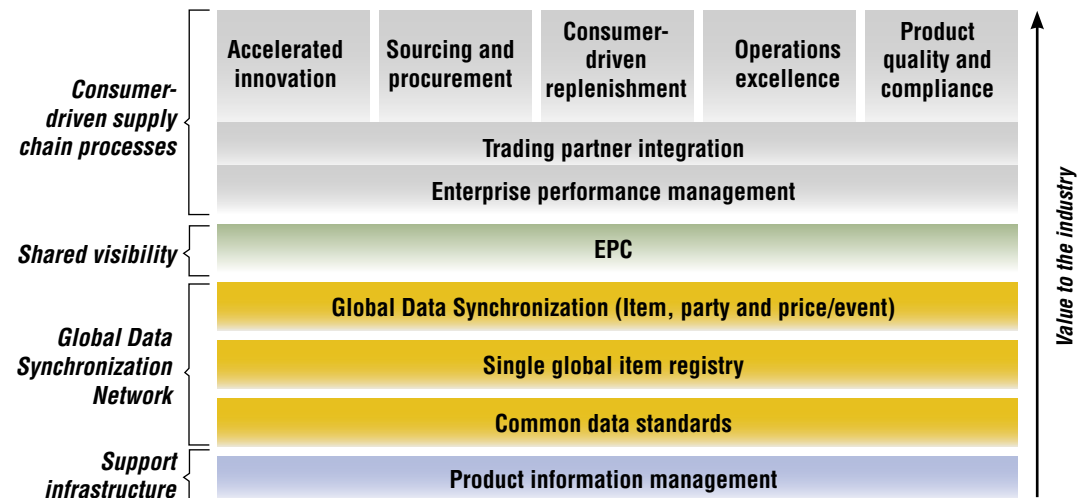 Accelerated
innovation
Sourcing and
procurement
Consumer-
driven
replenishment
Operations
excellence
Product
quality and
compliance
Consumer-
driven supply
chain processes
Trading partner integration
Enterprise performance management
Shared visibility
EPC
Global Data
Synchronization
Network
Global Data Synchronization (Item, party and price/event)
Single global item registry
Common data standards
Support
infrastructure
Product information management
Value to the industry